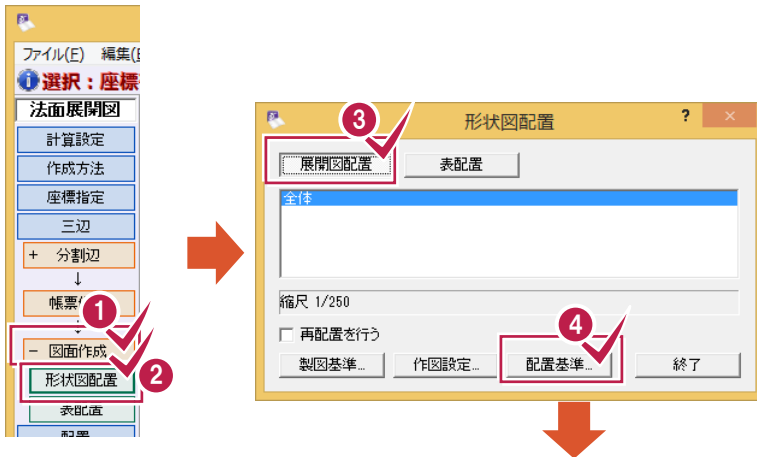 ファイル(F) 編集(
選択：座標
法面展開図
計算設定
作成方法
座標指定
三辺
+ 分割辺
↓
帳票
1
- 図面作成
形状図配置
2
表配置
配置
形状図配置 ? ×
3
展開図配置 表配置
全体
縮尺 1/250
再配置を行う
4
製図基準... 作図設定... 配置基準... 終了